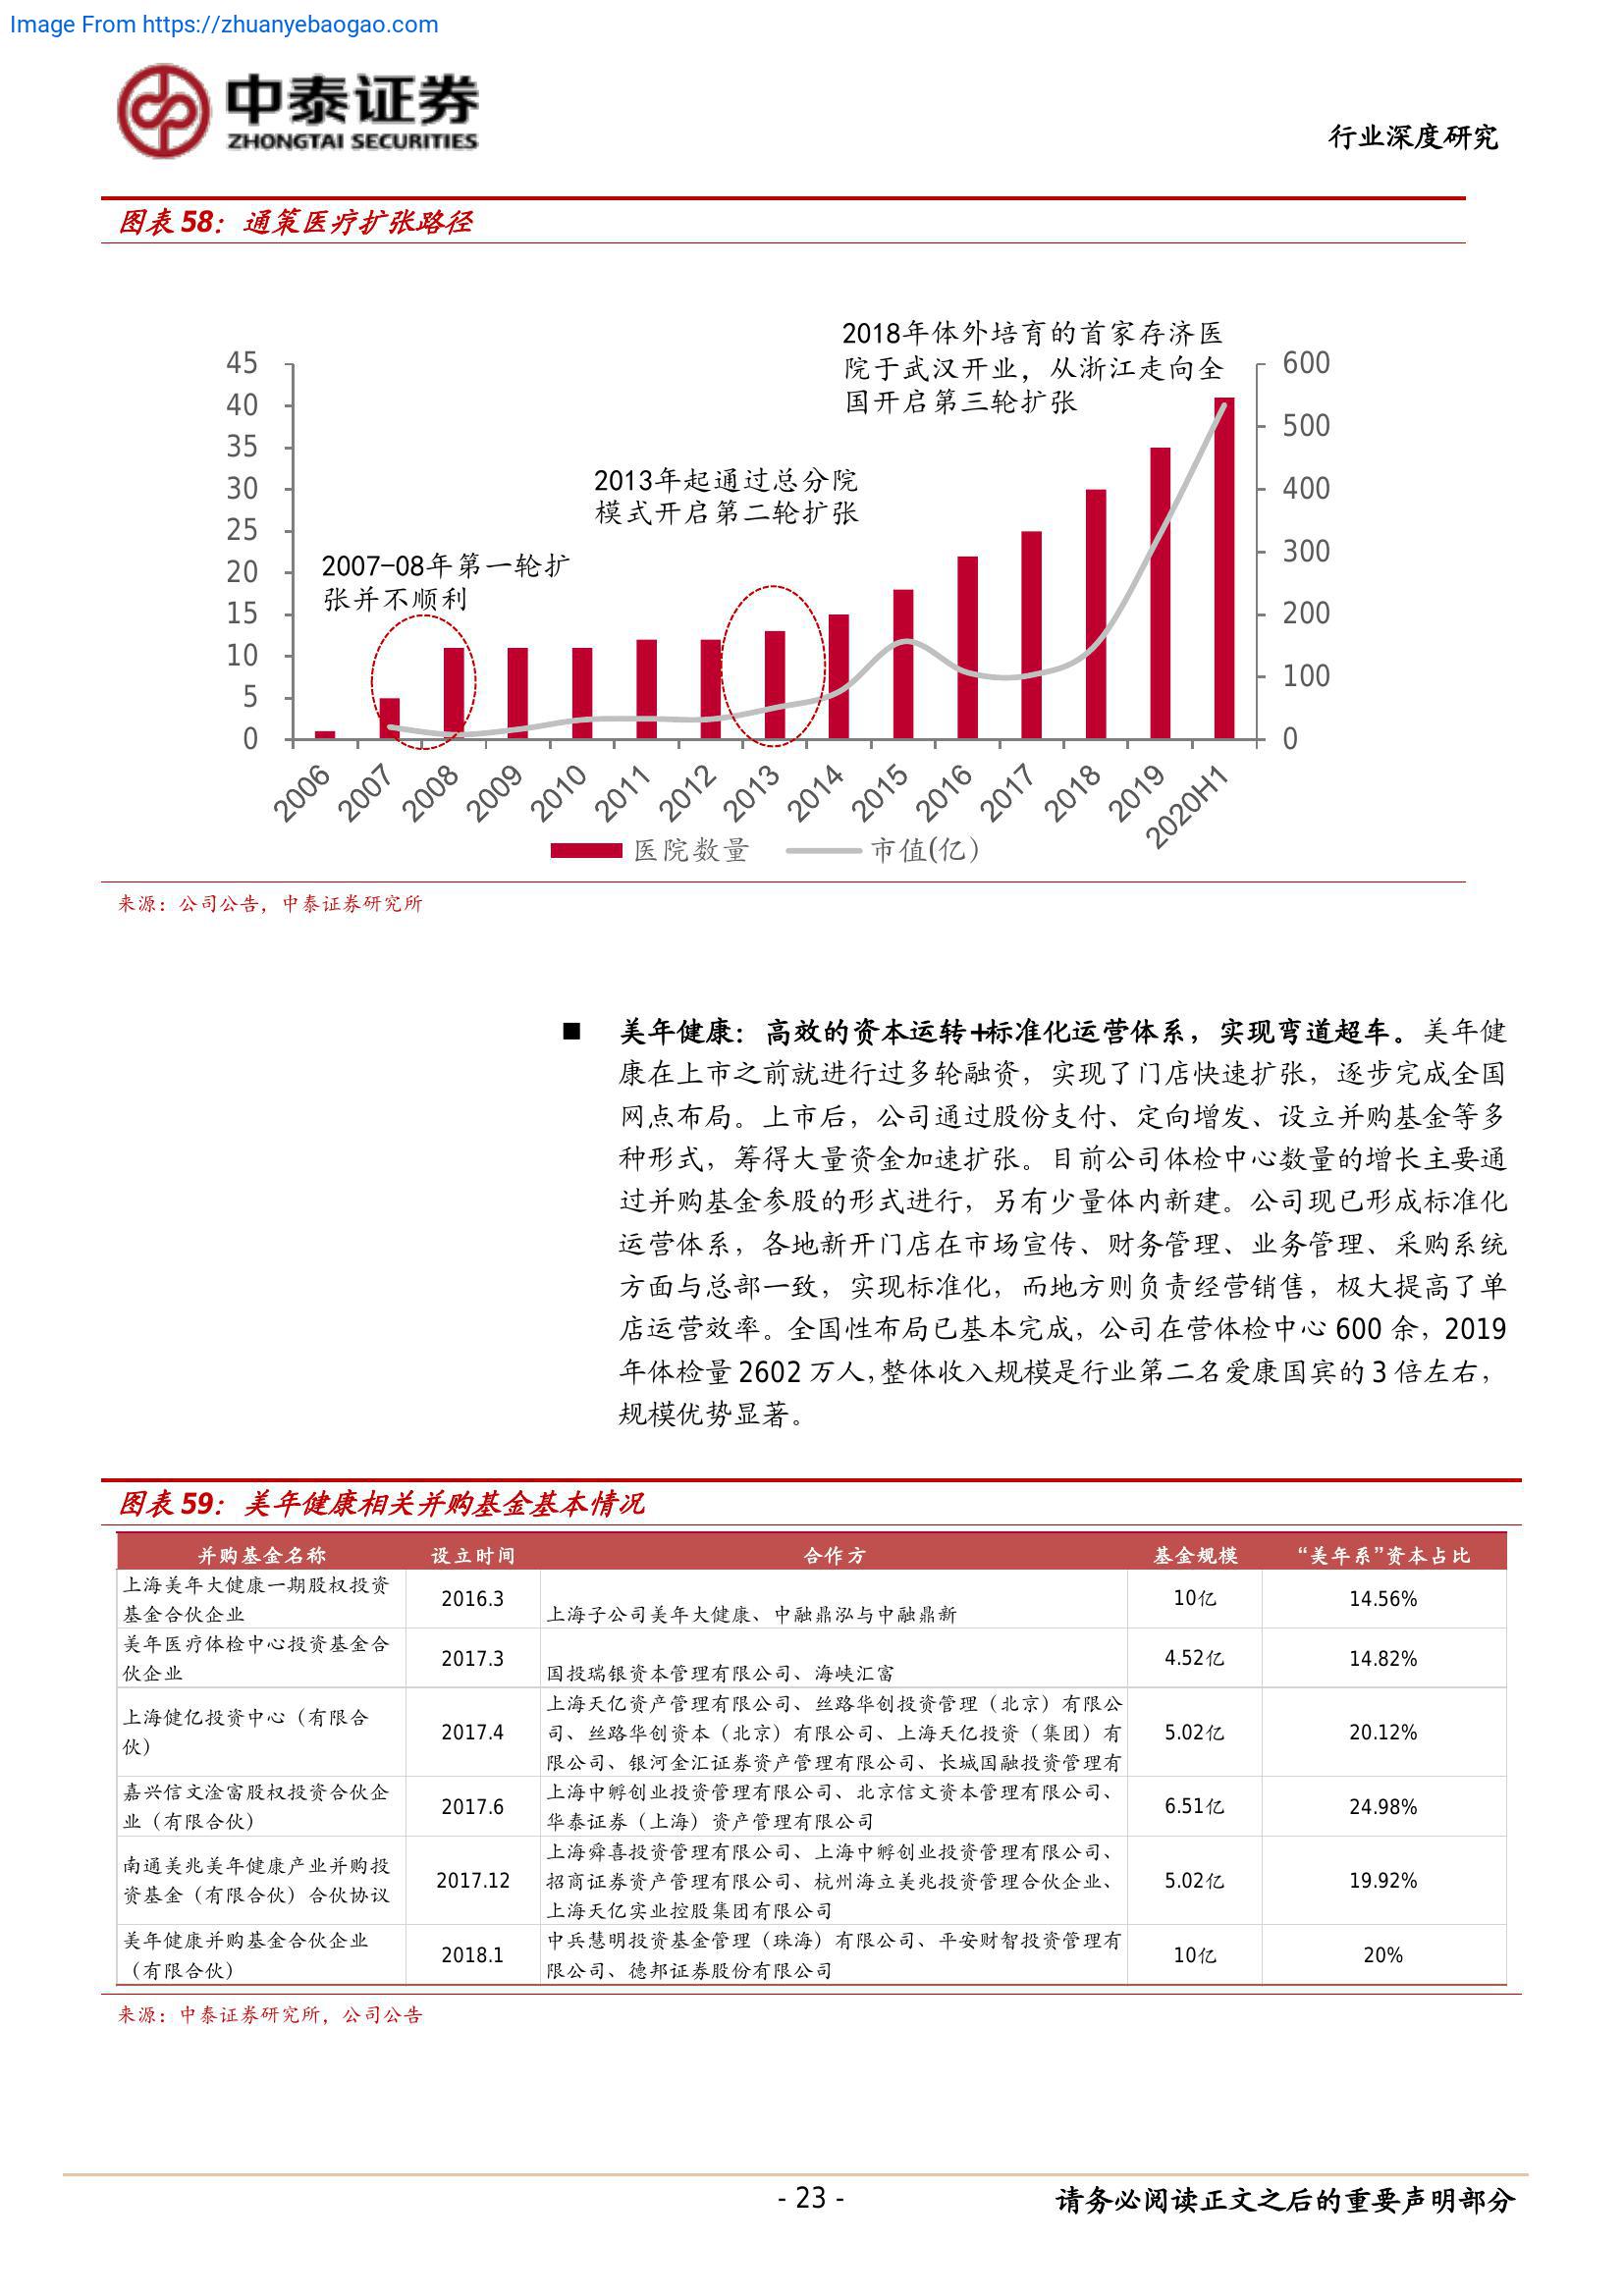 Image From https://zhuanyebaogao.com
中泰证券
ZHONGTAI SECURITIES
行业深度研究
图表 58：通策医疗扩张路径
2018年体外培育的首家存济医
院于武汉开业，从浙江走向全
国开启第三轮扩张
2013年起通过总分院
模式开启第二轮扩张
2007-08年第一轮扩
张并不顺利
45
40
35
30
25
20
15
10
5
0
600
500
400
300
200
100
0
2006 2007 2008 2009 2010 2011 2012 2013 2014 2015 2016 2017 2018 2019 2020H1
医院数量 市值(亿）
来源：公司公告，中泰证券研究所
■ 美年健康：高效的资本运转+标准化运营体系，实现弯道超车。美年健
康在上市之前就进行过多轮融资，实现了门店快速扩张，逐步完成全国
网点布局。上市后，公司通过股份支付、定向增发、设立并购基金等多
种形式，筹得大量资金加速扩张。目前公司体检中心数量的增长主要通
过并购基金参股的形式进行，另有少量体内新建。公司现已形成标准化
运营体系，各地新开门店在市场宣传、财务管理、业务管理、采购系统
方面与总部一致，实现标准化，而地方则负责经营销售，极大提高了单
店运营效率。全国性布局已基本完成，公司在营体检中心 600 余，2019
年体检量 2602 万人，整体收入规模是行业第二名爱康国宾的 3 倍左右，
规模优势显著。
图表 59：美年健康相关并购基金基本情况
并购基金名称 设立时间 合作方 基金规模 “美年系”资本占比
上海美年大健康一期股权投资
基金合伙企业
2016.3
上海子公司美年大健康、中融鼎泓与中融鼎新
10亿
14.56%
美年医疗体检中心投资基金合
伙企业
2017.3
国投瑞银资本管理有限公司、海峡汇富
4.52亿
14.82%
上海健亿投资中心（有限合
伙）
2017.4
上海天亿资产管理有限公司、丝路华创投资管理（北京）有限公
司、丝路华创资本（北京）有限公司、上海天亿投资（集团）有
限公司、银河金汇证券资产管理有限公司、长城国融投资管理有
5.02亿
20.12%
嘉兴信文淦富股权投资合伙企
业（有限合伙）
2017.6
上海中孵创业投资管理有限公司、北京信文资本管理有限公司、
华泰证券（上海）资产管理有限公司
6.51亿
24.98%
南通美兆美年健康产业并购投
资基金（有限合伙）合伙协议
2017.12
上海舜喜投资管理有限公司、上海中孵创业投资管理有限公司、
招商证券资产管理有限公司、杭州海立美兆投资管理合伙企业、
上海天亿实业控股集团有限公司
5.02亿
19.92%
美年健康并购基金合伙企业
（有限合伙）
2018.1
中兵慧明投资基金管理（珠海）有限公司、平安财智投资管理有
限公司、德邦证券股份有限公司
10亿
20%
来源：中泰证券研究所，公司公告
- 23 -
请务必阅读正文之后的重要声明部分